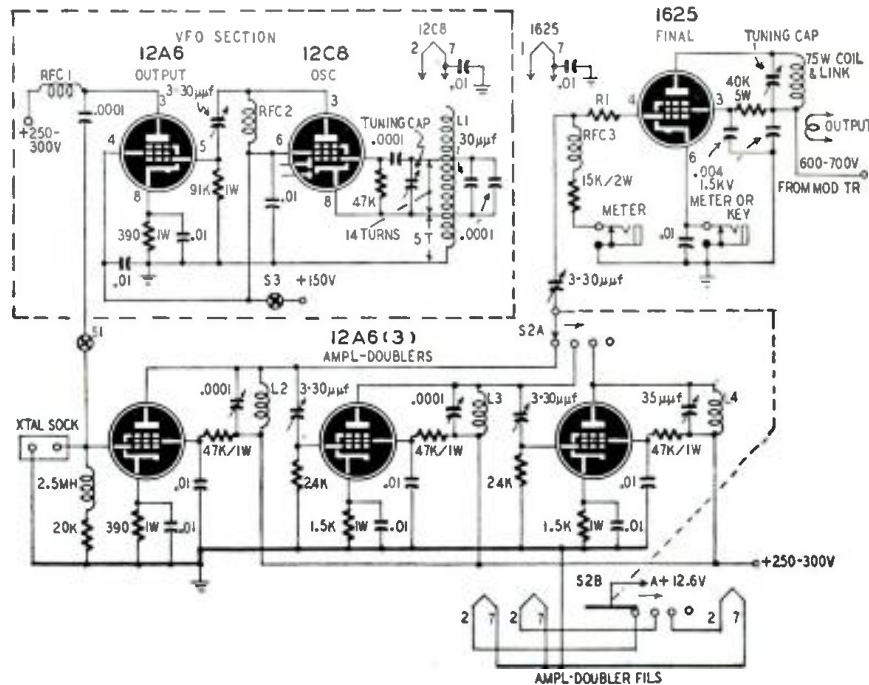 VFO SECTION
12A6
OUTPUT
12C8
OSC
12C8
2
7
.01
1625
1
7
.01
1625
FINAL
TUNING CAP
75W COIL
& LINK
RFC 1
.0001
3-30µµf
3
RFC2
3
+250-
300V
4
5
6
8
8
TUNING CAP
.0001
L1
30µµf
47K
91K
1W
.01
14 TURNS
5T
.0001
390
1W
.01
.01
S3
+150V
R1
4
3
40K
5W
RFC3
15K/2W
6
.004
1.5KV
OUTPUT
600-700V
FROM MOD TR
METER
METER OR
KEY
.01
3-30µµf
S2A
S1
12A6(3)
AMPL-DOUBLERS
.0001
L2
3-30µµf
.0001
L3
3-30µµf
35µµf
L4
XTAL SOCK
47K/1W
47K/1W
47K/1W
2.5MH
.01
24K
.01
24K
.01
20K
390
1W
.01
1.5K
1W
.01
1.5K
1W
.01
+250-300V
S2B
A+12.6V
2
7
2
7
2
7
AMPL-DOUBLER FILS